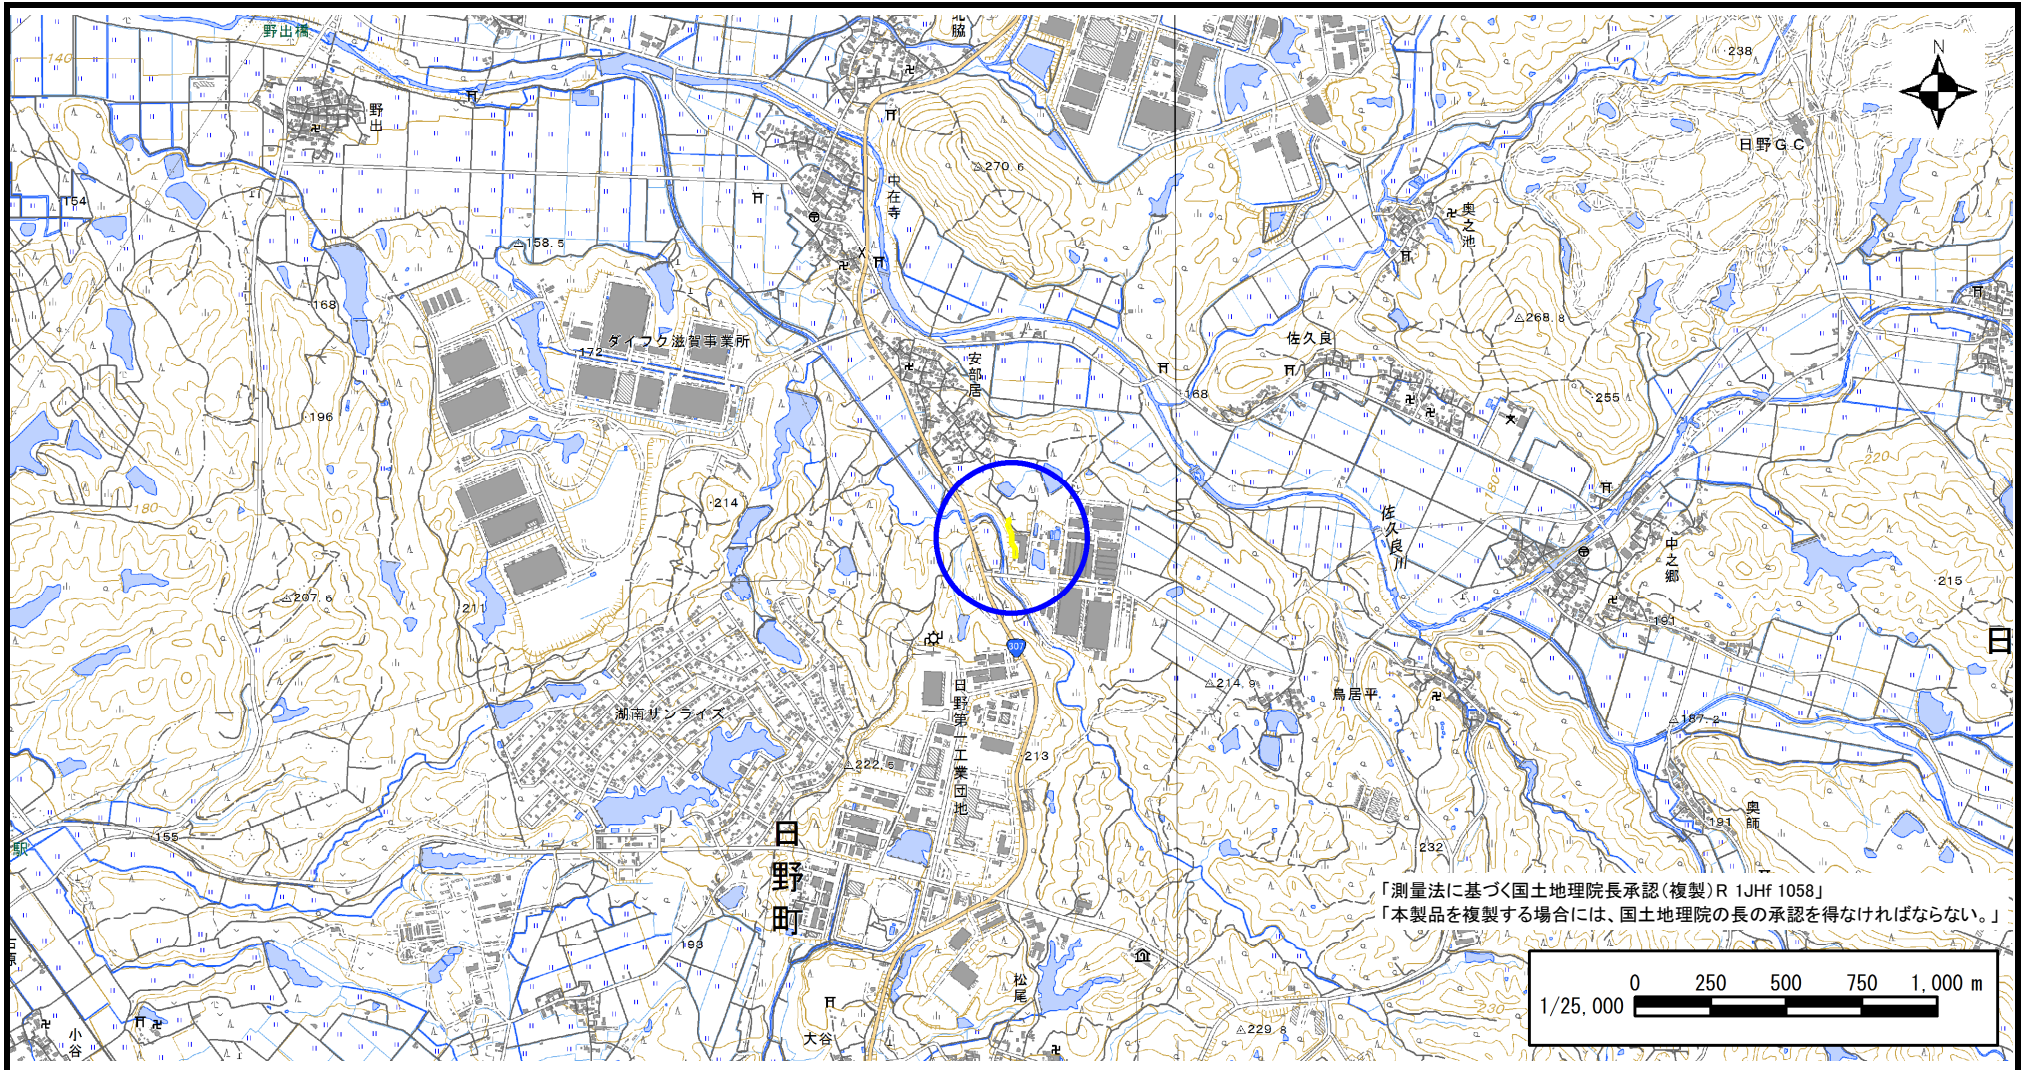 野出橋
北脇
140
野出
238
N
日野GC
270.6
中在寺
奥之池
154
158.5
168
172
ダイフク滋賀事業所
安部居
佐久良
268.8
168
255
196
220
180
214
180
佐久良川
中之郷
207.6
211
215
191
307
日
214.9
鳥居平
湖南サンライズ
日野第一工業団地
187.2
222.5
213
155
駅
日野町
191
奥師
232
193
「測量法に基づく国土地理院長承認(複製)R 1JHf 1058」
「本製品を複製する場合には、国土地理院の長の承認を得なければならない。」
松尾
小谷
大谷
229.8
230
0 250 500 750 1,000 m
1/25,000